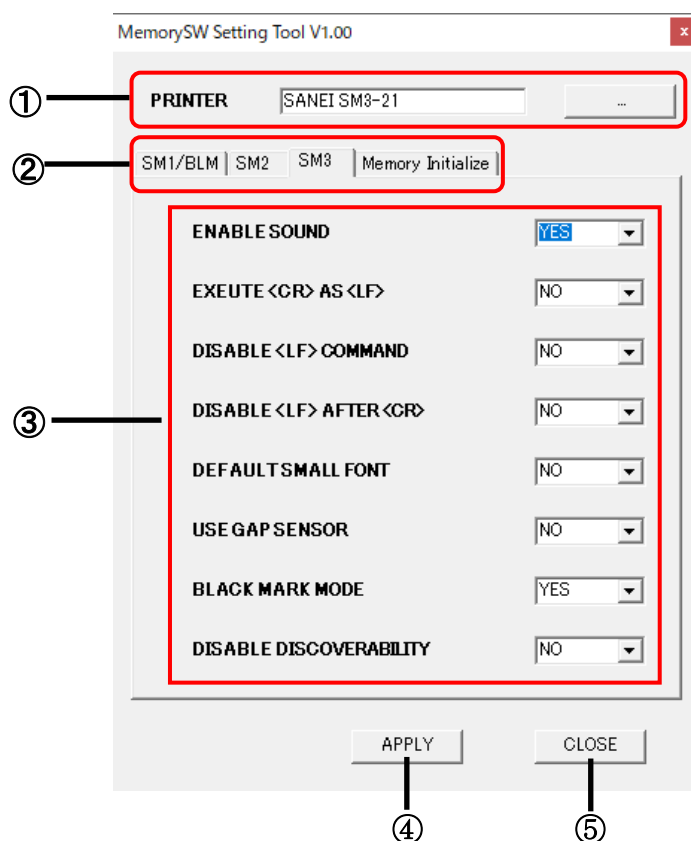 MemorySW Setting Tool V1.00 x
① PRINTER SANEI SM3-21 ...
② SM1/BLM SM2 SM3 Memory Initialize
ENABLE SOUND YES
EXEUTE <CR> AS <LF> NO
DISABLE <LF> COMMAND NO
③ DISABLE <LF> AFTER <CR> NO
DEFAULT SMALL FONT NO
USE GAP SENSOR NO
BLACK MARK MODE YES
DISABLE DISCOVERABILITY NO
APPLY CLOSE
④ ⑤